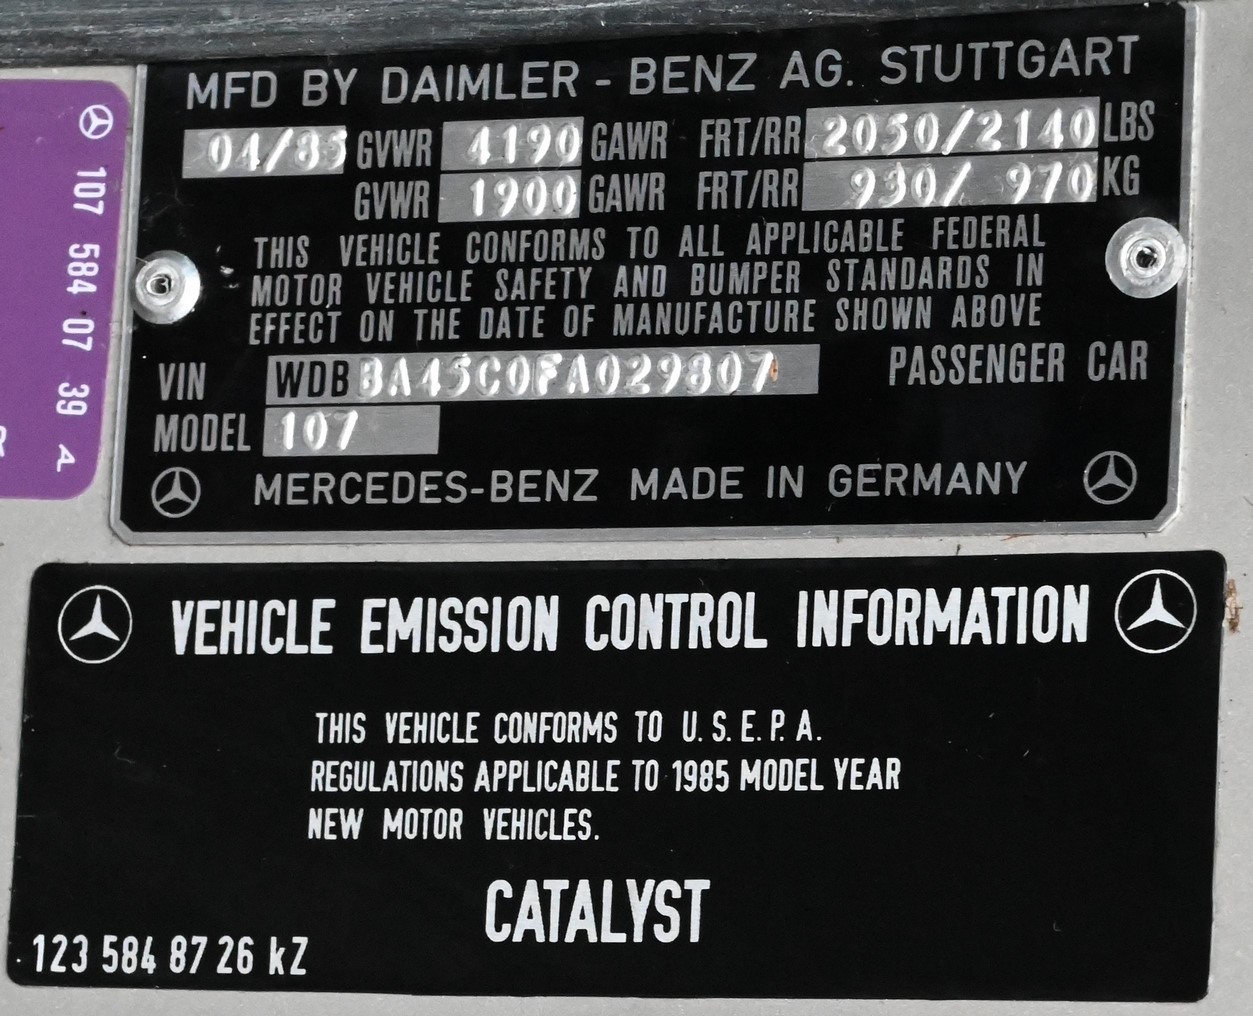 MFD BY DAIMLER - BENZ AG. STUTTGART
04/85 GVWR 4190 GAWR FRT/RR 2050/2140 LBS
GVWR 1900 GAWR FRT/RR 930/ 970 KG
THIS VEHICLE CONFORMS TO ALL APPLICABLE FEDERAL
MOTOR VEHICLE SAFETY AND BUMPER STANDARDS IN
EFFECT ON THE DATE OF MANUFACTURE SHOWN ABOVE
VIN WDBBA45C0FA029807 PASSENGER CAR
MODEL 107
MERCEDES-BENZ MADE IN GERMANY
107 584 07 39 A
VEHICLE EMISSION CONTROL INFORMATION
THIS VEHICLE CONFORMS TO U.S.E.P.A.
REGULATIONS APPLICABLE TO 1985 MODEL YEAR
NEW MOTOR VEHICLES.
CATALYST
123 584 87 26 kZ